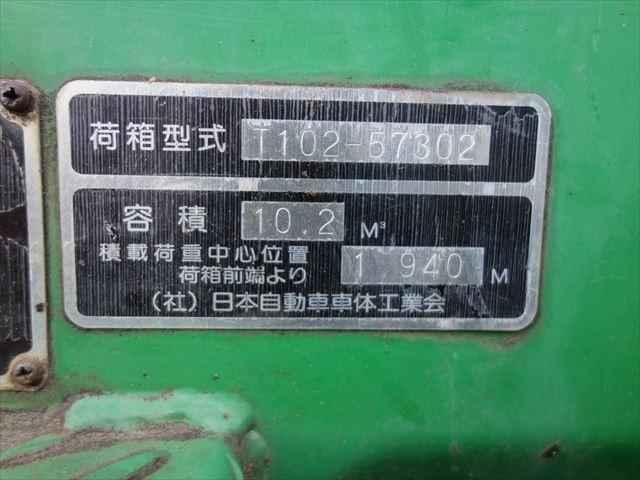 荷箱型式 T102-57302
容積 10.2 M³
積載荷重中心位置
荷箱前端より 1 940 M
(社)日本自動車車体工業会